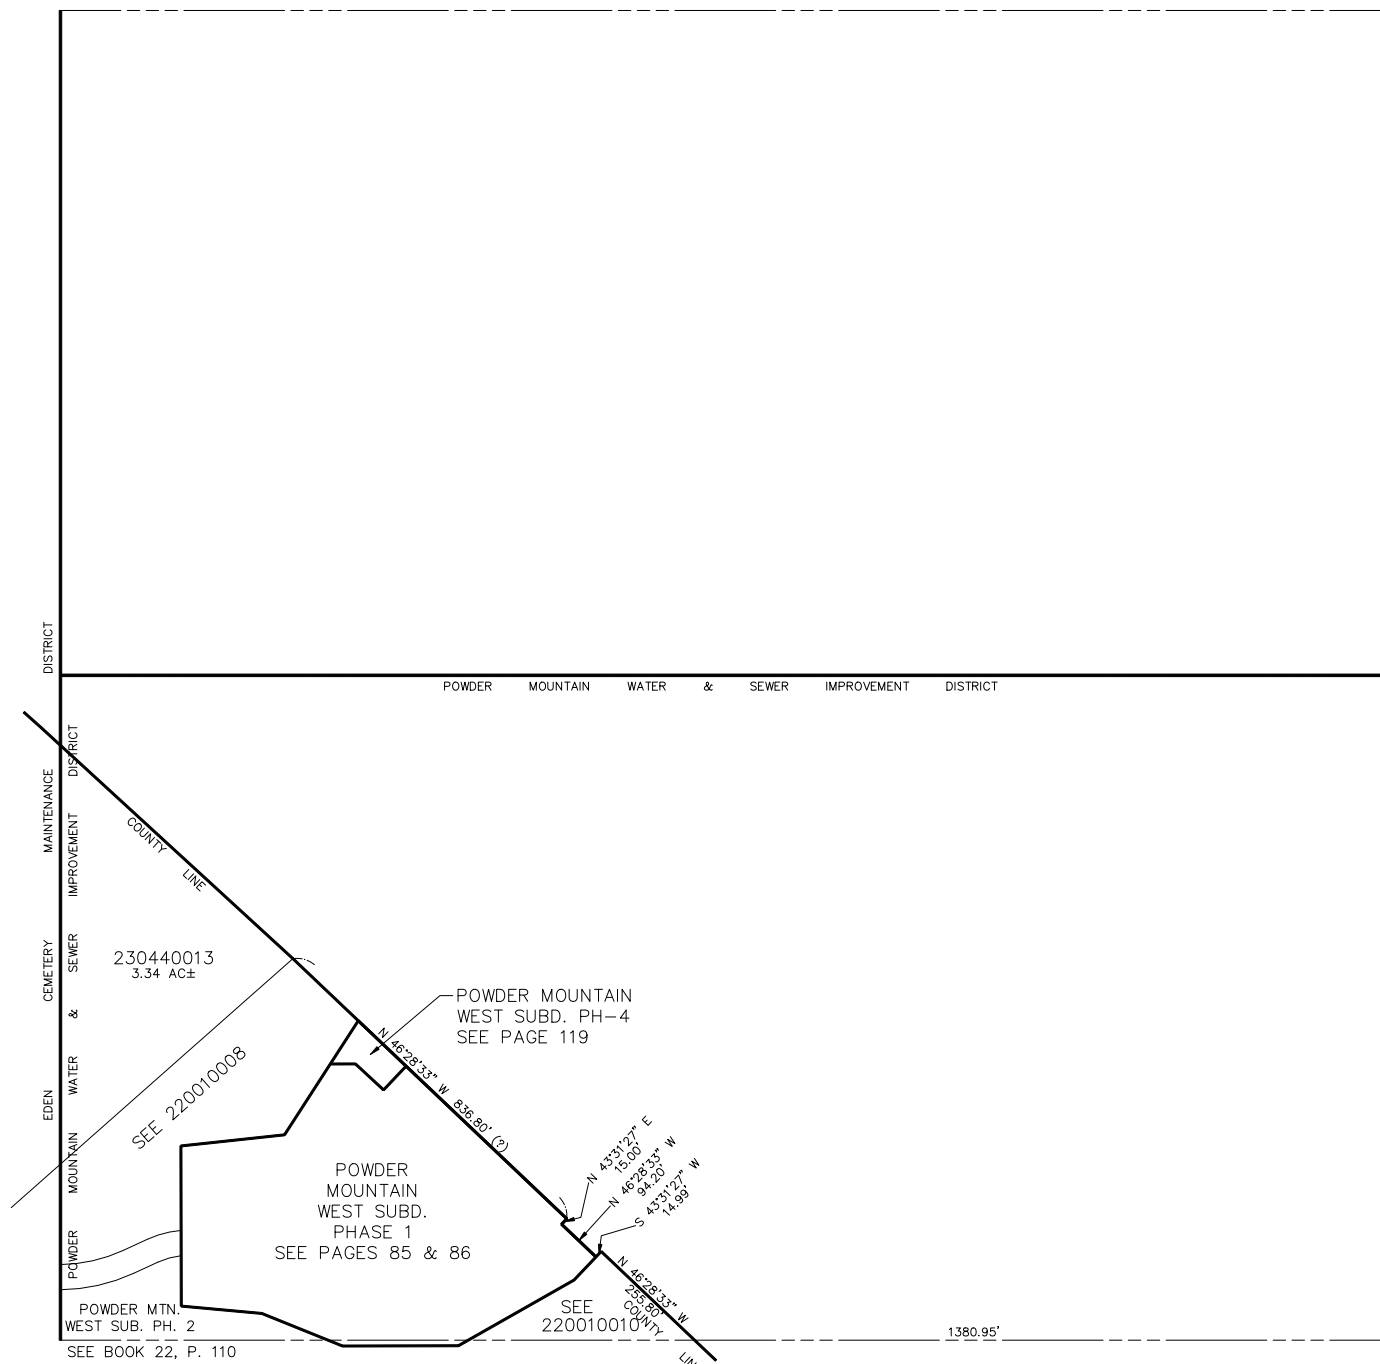 POWDER MOUNTAIN WATER & SEWER IMPROVEMENT DISTRICT
EDEN CEMETERY MAINTENANCE DISTRICT
POWDER MOUNTAIN WATER & SEWER IMPROVEMENT DISTRICT
COUNTY LINE
230440013
3.34 AC±
SEE 220010008
POWDER MOUNTAIN
WEST SUBD. PH-4
SEE PAGE 119
N 46°28'33" W 836.80' (?)
N 43°31'27" E
15.00'
N 46°28'33" W
94.20'
S 43°31'27" W
14.99'
POWDER
MOUNTAIN
WEST SUBD.
PHASE 1
SEE PAGES 85 & 86
N 46°28'33" W
255.80'
COUNTY
SEE
220010010
POWDER MTN.
WEST SUB. PH. 2
SEE BOOK 22, P. 110
1380.95'